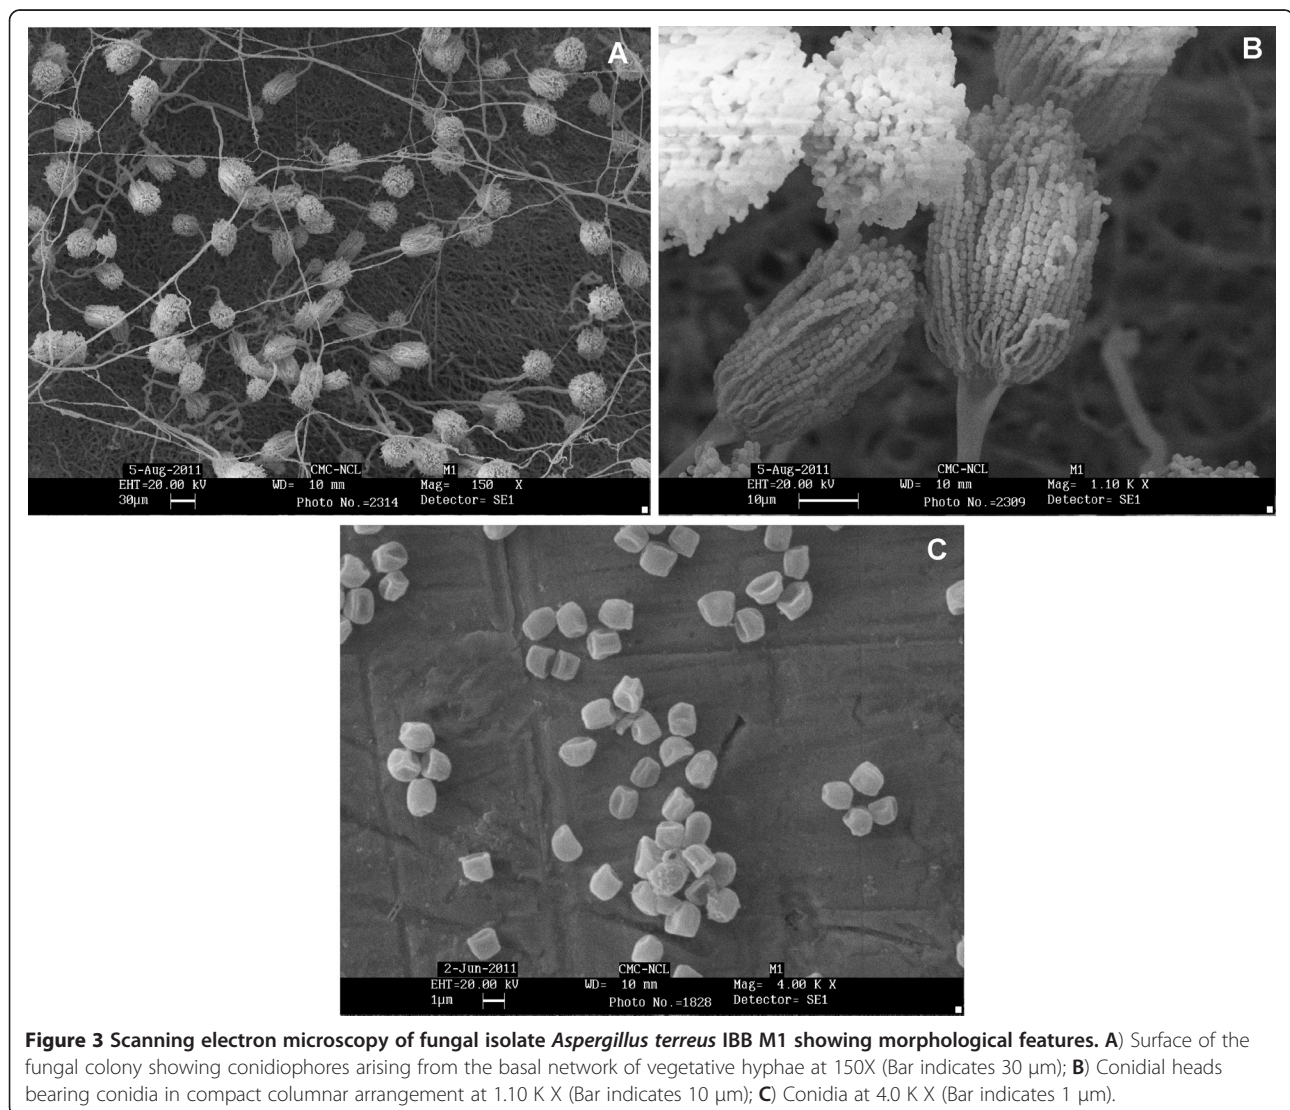 A
5-Aug-2011 CMC-NCL M1
EHT=20.00 kV WD= 10 mm Mag= 150 X
30µm Photo No.=2314 Detector= SE1
B
5-Aug-2011 CMC-NCL M1
EHT=20.00 kV WD= 10 mm Mag= 1.10 K X
10µm Photo No.=2309 Detector= SE1
C
2-Jun-2011 CMC-NCL M1
EHT=20.00 kV WD= 10 mm Mag= 4.00 K X
1µm Photo No.=1828 Detector= SE1
Figure 3 Scanning electron microscopy of fungal isolate Aspergillus terreus IBB M1 showing morphological features. A) Surface of the
fungal colony showing conidiophores arising from the basal network of vegetative hyphae at 150X (Bar indicates 30 μm); B) Conidial heads
bearing conidia in compact columnar arrangement at 1.10 K X (Bar indicates 10 μm); C) Conidia at 4.0 K X (Bar indicates 1 μm).